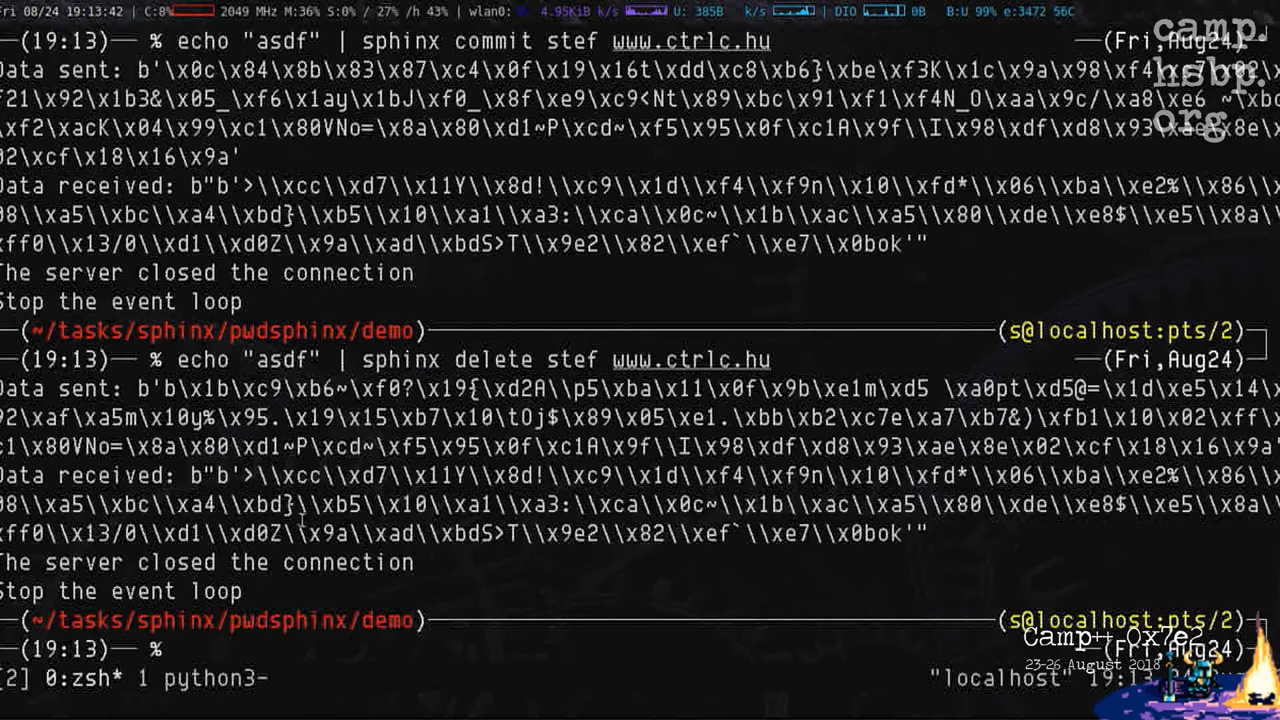 Fri 08/24 19:13:42 | C:8% 2049 MHz M:36% S:0% / 27% /h 43% | wlan0: D: 4.95KiB k/s U: 385B k/s | DIO 0B B:U 99% e:3472 56C
camp.
hsbp.
org
—(19:13)—— % echo "asdf" | sphinx commit stef www.ctrlc.hu ——(Fri,Aug24)—
Data sent: b'\x0c\x84\x8b\x83\x87\xc4\x0f\x19\x16t\xdd\xc8\xb6}\xbe\xf3K\x1c\x9a\x98\xf4\
f21\x92\x1b3&\x05_\xf6\x1ay\x1bJ\xf0_\x8f\xe9\xc9<Nt\x89\xbc\x91\xf1\xf4N_O\xaa\x9c/\xa8\xe6_~\xb
\xf2\xacK\x04\x99\xc1\x80VNo=\x8a\x80\xd1~P\xcd~\xf5\x95\x0f\xc1A\x9f\\I\x98\xdf\xd8\x93\xae\x8e\
02\xcf\x18\x16\x9a'
Data received: b"b'>\\xcc\\xd7\\x11Y\\x8d!\\xc9\\x1d\\xf4\\xf9n\\x10\\xfd*\\x06\\xba\\xe2%\\x86\\
08\\xa5\\xbc\\xa4\\xbd}\\xb5\\x10\\xa1\\xa3:\\xca\\x0c~\\x1b\\xac\\xa5\\x80\\xde\\xe8$\\xe5\\x8a\
xff0\\x13/0\\xd1\\xd0Z\\x9a\\xad\\xbdS>T\\x9e2\\x82\\xef`\\xe7\\x0bok'"
The server closed the connection
Stop the event loop
—(~/tasks/sphinx/pwdsphinx/demo)——(s@localhost:pts/2)—
—(19:13)—— % echo "asdf" | sphinx delete stef www.ctrlc.hu ——(Fri,Aug24)—
Data sent: b'b\x1b\xc9\xb6~\xf0?\x19{\xd2A\\p5\xba\x11\x0f\x9b\xe1m\xd5 \xa0pt\xd5@=\x1d\xe5\x14\
92\xaf\xa5m\x10y%\x95.\x19\x15\xb7\x10\tOj$\x89\x05\xe1.\xbb\xb2\xc7e\xa7\xb7&)\xfb1\x10\x02\xff\
c1\x80VNo=\x8a\x80\xd1~P\xcd~\xf5\x95\x0f\xc1A\x9f\\I\x98\xdf\xd8\x93\xae\x8e\x02\xcf\x18\x16\x9a
Data received: b"b'>\\xcc\\xd7\\x11Y\\x8d!\\xc9\\x1d\\xf4\\xf9n\\x10\\xfd*\\x06\\xba\\xe2%\\x86\\
08\\xa5\\xbc\\xa4\\xbd}\\xb5\\x10\\xa1\\xa3:\\xca\\x0c~\\x1b\\xac\\xa5\\x80\\xde\\xe8$\\xe5\\x8a\
xff0\\x13/0\\xd1\\xd0Z\\x9a\\xad\\xbdS>T\\x9e2\\x82\\xef`\\xe7\\x0bok'"
The server closed the connection
Stop the event loop
—(~/tasks/sphinx/pwdsphinx/demo)——(s@localhost:pts/2)—
Camp++ 0x7e2
—(19:13)—— % (Fri,Aug24)—
23-26 August 2018
[2] 0:zsh* 1 python3- "localhost" 19:13